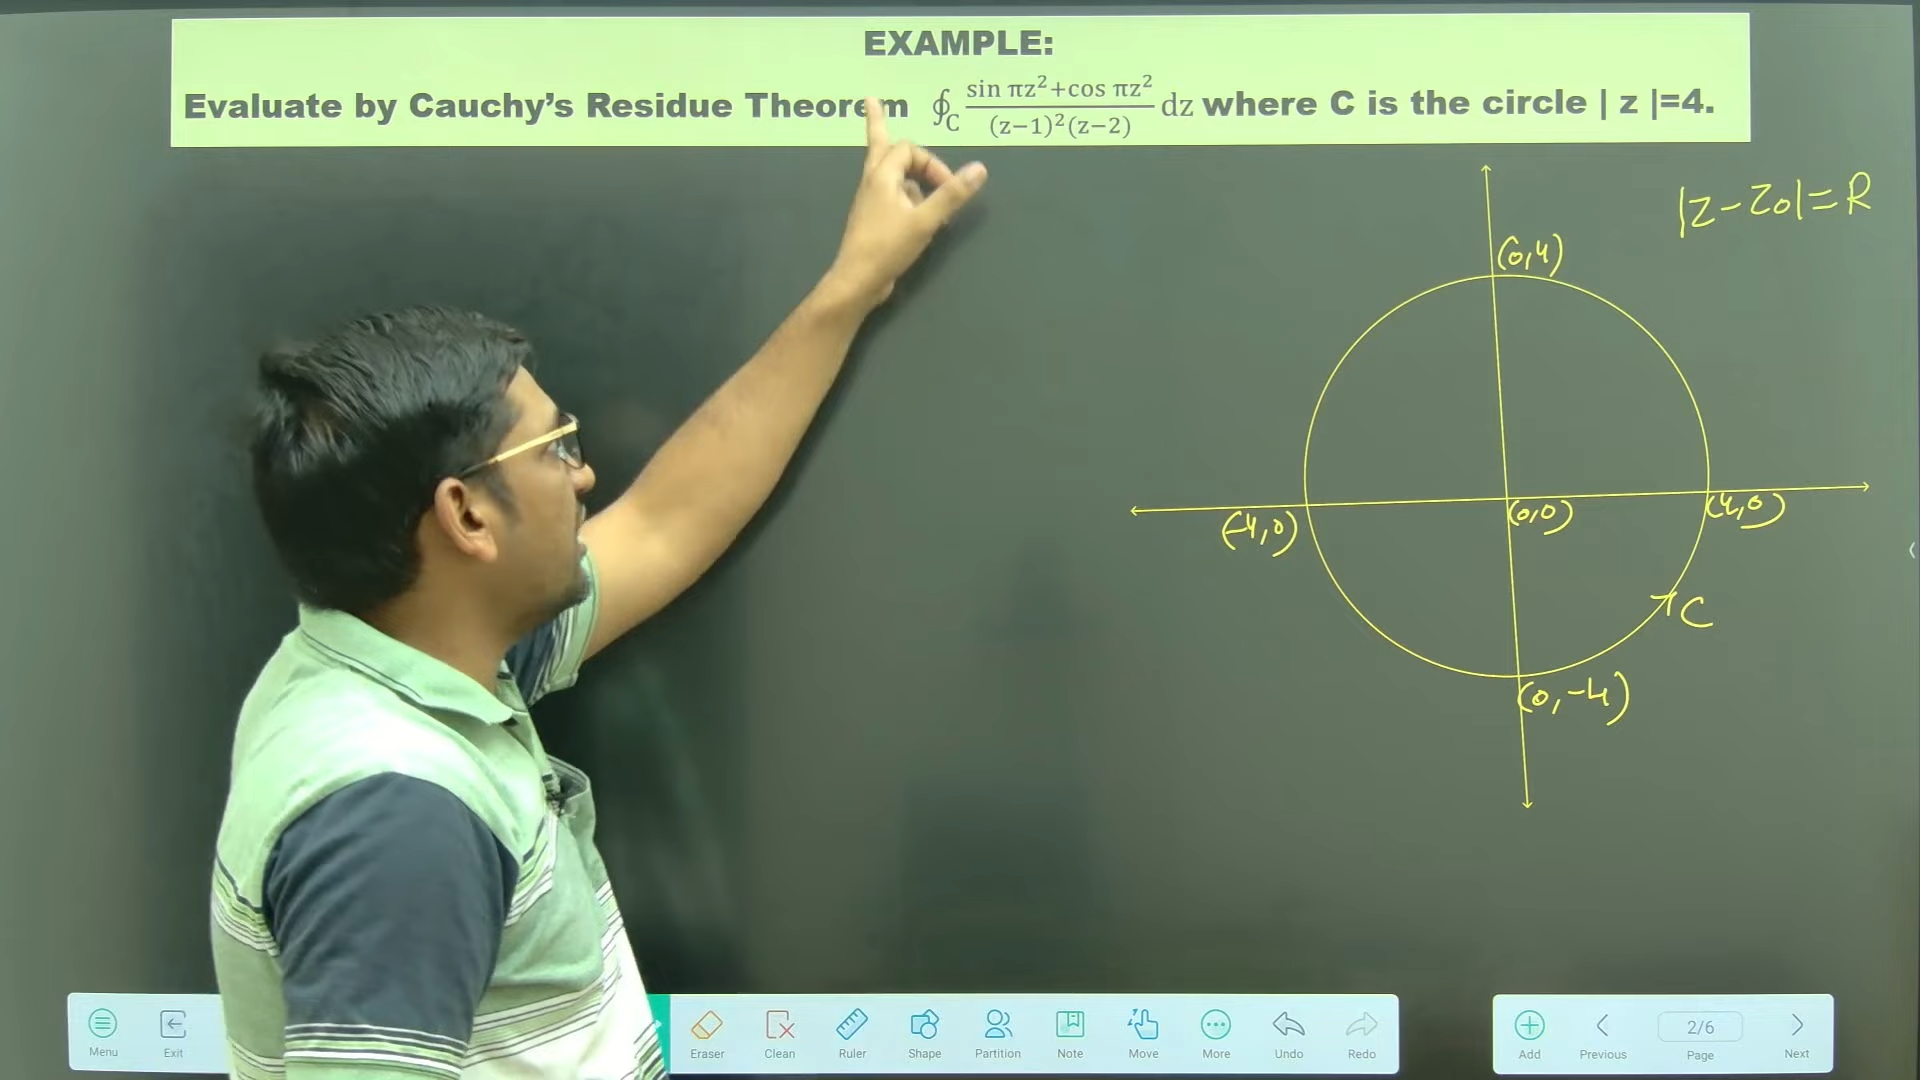 EXAMPLE:
Evaluate by Cauchy's Residue Theorem ∮_C (sin πz²+cos πz²)/((z−1)²(z−2)) dz where C is the circle | z |=4.
|z-z0|=R
(0,4)
(-4,0)
(0,0)
(4,0)
C
(0,-4)
Menu
Exit
Eraser
Clean
Ruler
Shape
Partition
Note
Move
More
Undo
Redo
Add
Previous
2/6
Page
Next